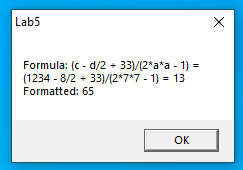 Lab5
Formula: (c - d/2 + 33)/(2*a*a - 1) =
(1234 - 8/2 + 33)/(2*7*7 - 1) = 13
Formatted: 65
OK